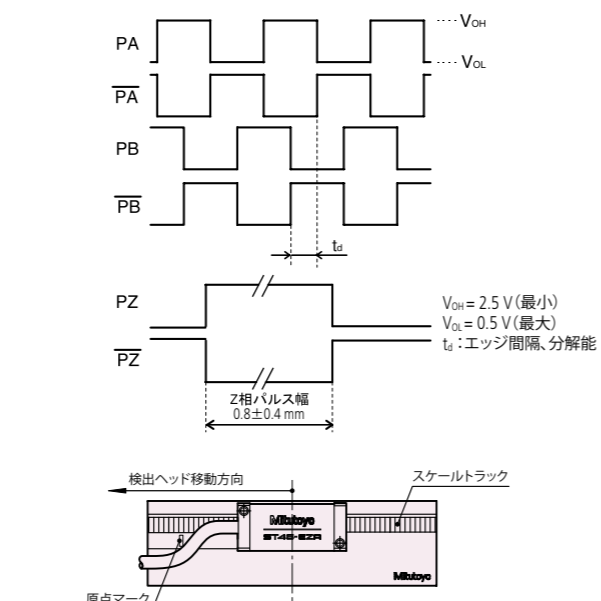 PA
VOH
VOL
PA
PB
PB
td
PZ
PZ
VOH = 2.5 V（最小）
VOL = 0.5 V（最大）
td：エッジ間隔、分解能
Z相パルス幅
0.8±0.4 mm
検出ヘッド移動方向
スケールトラック
Mitutoyo
ST46-EZA
Mitutoyo
原点マーク